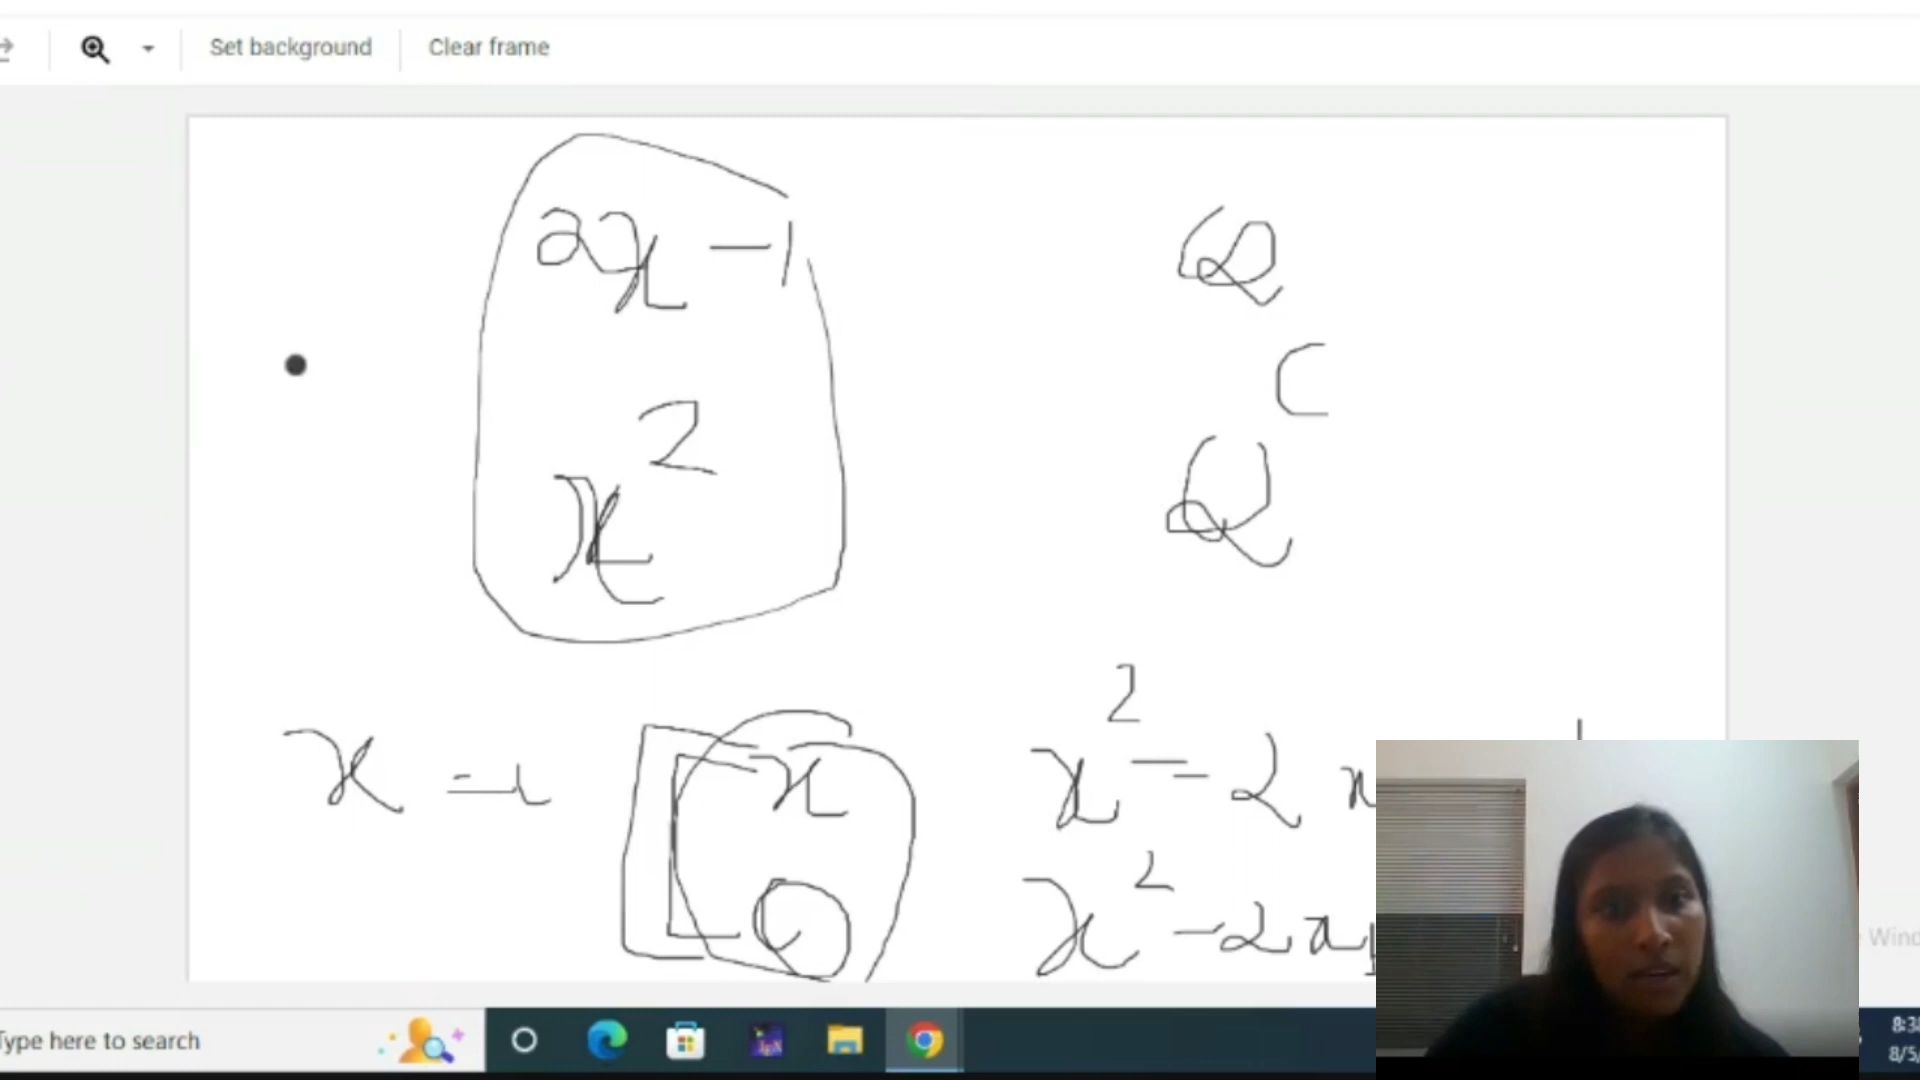 Set background Clear frame
2x - 1 Q
C
x² Q
x = 1 x x² = 2x
x² - 2x
Type here to search